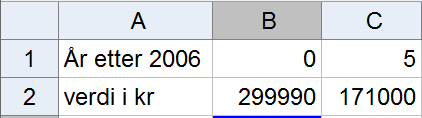 A B C
1 År etter 2006 0 5
2 verdi i kr 299990 171000